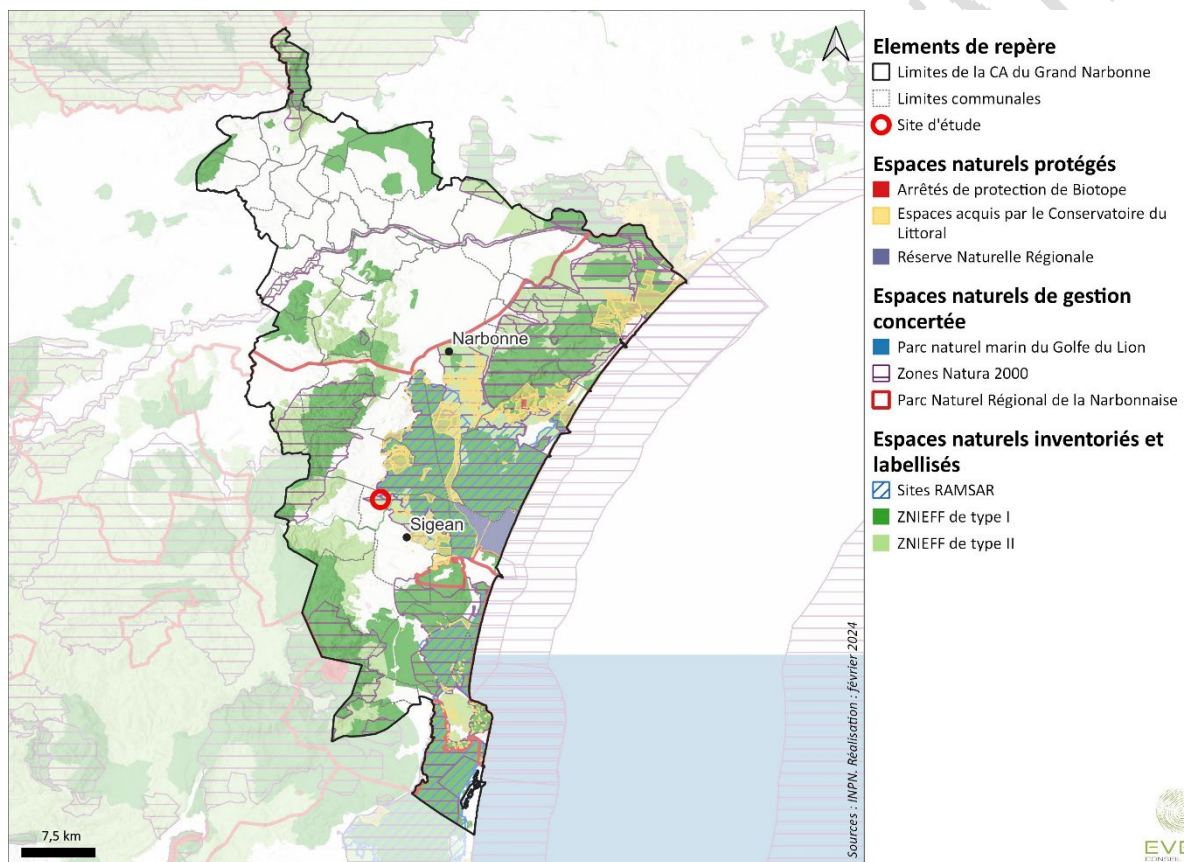 Elements de repère
Limites de la CA du Grand Narbonne
Limites communales
Site d'étude
Espaces naturels protégés
Arrêtés de protection de Biotope
Espaces acquis par le Conservatoire du
Littoral
Réserve Naturelle Régionale
Espaces naturels de gestion
concertée
Parc naturel marin du Golfe du Lion
Zones Natura 2000
Parc Naturel Régional de la Narbonnaise
Espaces naturels inventoriés et
labellisés
Sites RAMSAR
ZNIEFF de type I
ZNIEFF de type II
Narbonne
Sigean
7,5 km
Sources : INPN. Réalisation : février 2024